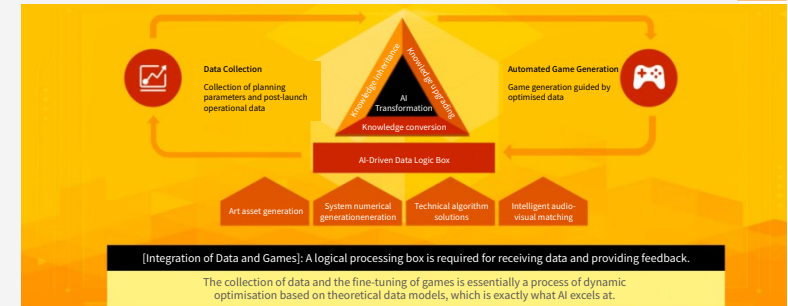 Data Collection
Collection of planning
parameters and post-launch
operational data
Knowledge inheritance
Knowledge upgrading
AI
Transformation
Knowledge conversion
Automated Game Generation
Game generation guided by
optimised data
AI-Driven Data Logic Box
Art asset generation
System numerical
generationeneration
Technical algorithm
solutions
Intelligent audio-
visual matching
[Integration of Data and Games]: A logical processing box is required for receiving data and providing feedback.
The collection of data and the fine-tuning of games is essentially a process of dynamic
optimisation based on theoretical data models, which is exactly what AI excels at.